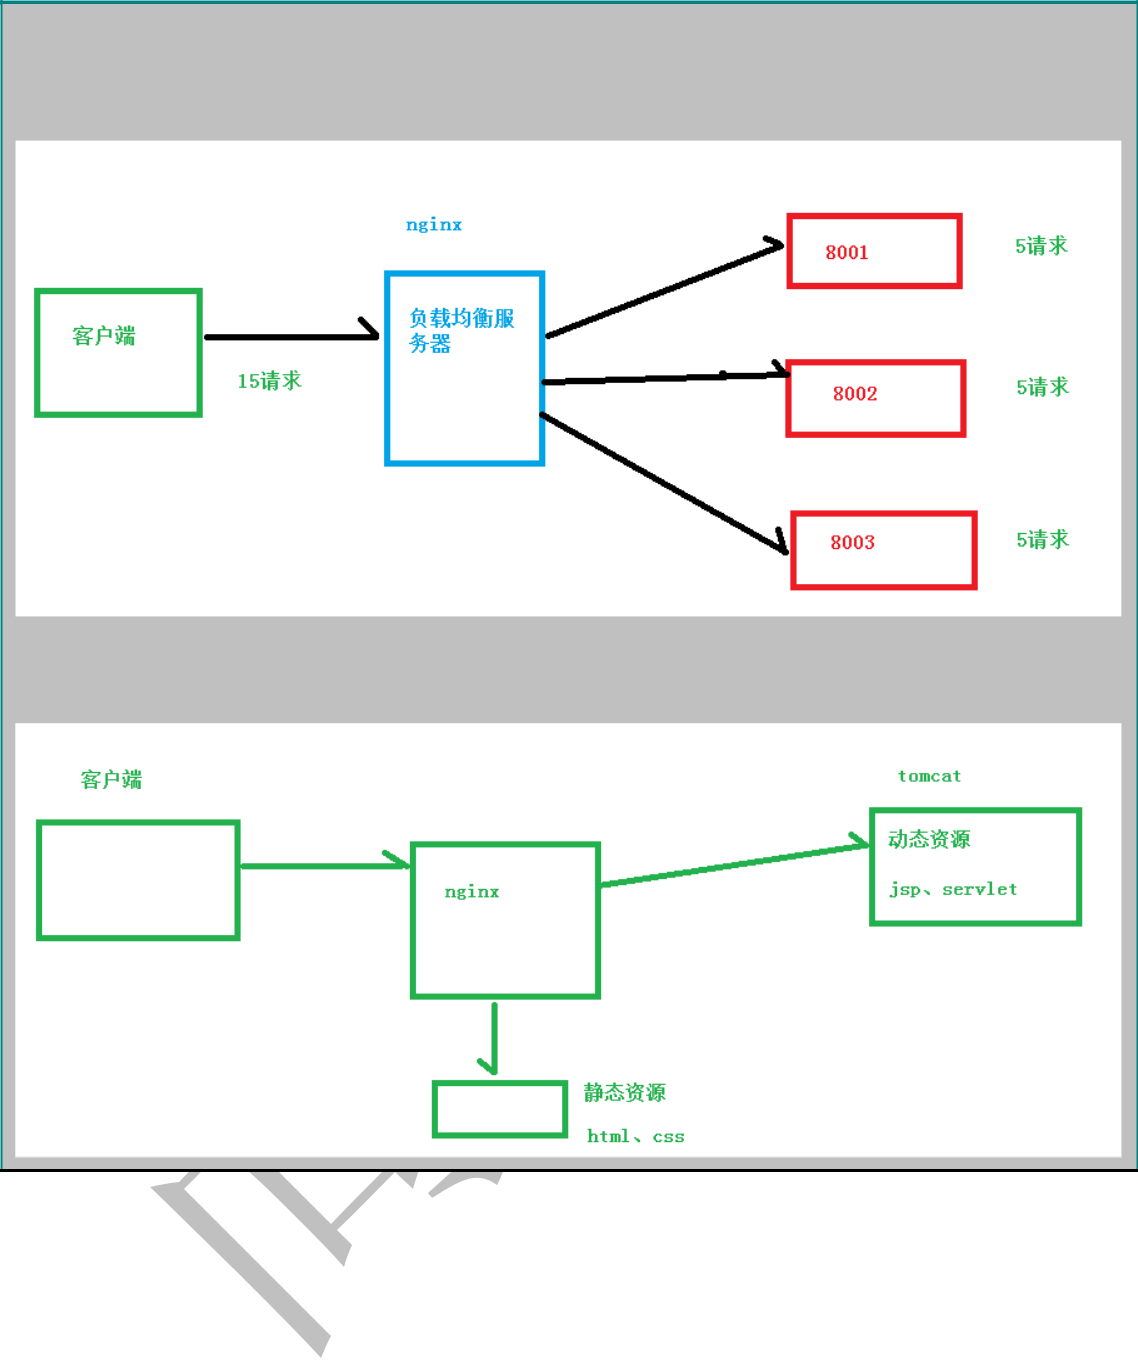 nginx
客户端
负载均衡服
务器
15请求
8001
5请求
8002
5请求
8003
5请求
客户端
nginx
tomcat
动态资源
jsp、servlet
静态资源
html、css